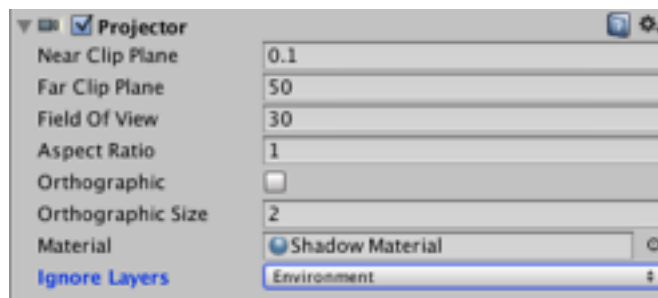 Projector
Near Clip Plane 0.1
Far Clip Plane 50
Field Of View 30
Aspect Ratio 1
Orthographic
Orthographic Size 2
Material Shadow Material
Ignore Layers Environment